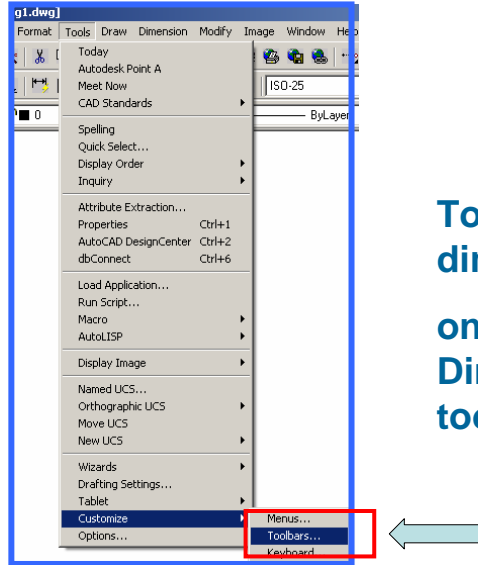 g1.dwg]
Format Tools Draw Dimension Modify Image Window Help
Today
Autodesk Point A
Meet Now
ISO-25
CAD Standards
0
ByLayer
Spelling
Quick Select...
Display Order
Inquiry
Attribute Extraction...
Properties Ctrl+1
AutoCAD DesignCenter Ctrl+2
dbConnect Ctrl+6
Load Application...
Run Script...
Macro
AutoLISP
Display Image
Named UCS...
Orthographic UCS
Move UCS
New UCS
Wizards
Drafting Settings...
Tablet
Customize
Options...
Menus...
Toolbars...
Keyboard
To
on